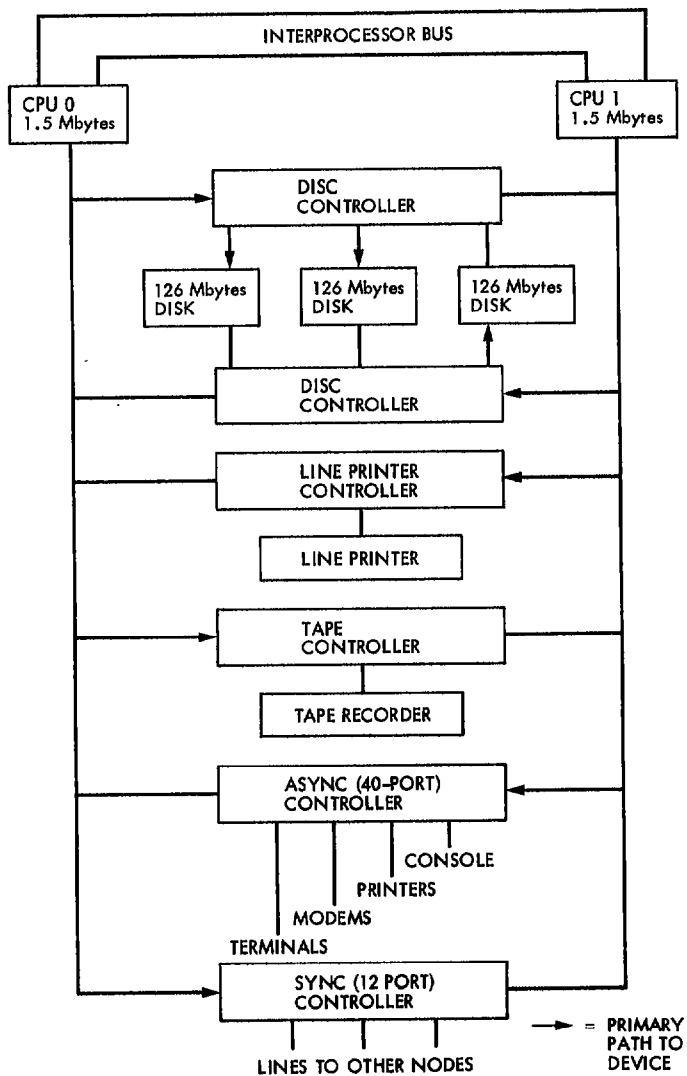 INTERPROCESSOR BUS
CPU 0
1.5 Mbytes
CPU 1
1.5 Mbytes
DISC
CONTROLLER
126 Mbytes
DISK
126 Mbytes
DISK
126 Mbytes
DISK
DISC
CONTROLLER
LINE PRINTER
CONTROLLER
LINE PRINTER
TAPE
CONTROLLER
TAPE RECORDER
ASYNC (40-PORT)
CONTROLLER
CONSOLE
PRINTERS
MODEMS
TERMINALS
SYNC (12 PORT)
CONTROLLER
LINES TO OTHER NODES
= PRIMARY
PATH TO
DEVICE